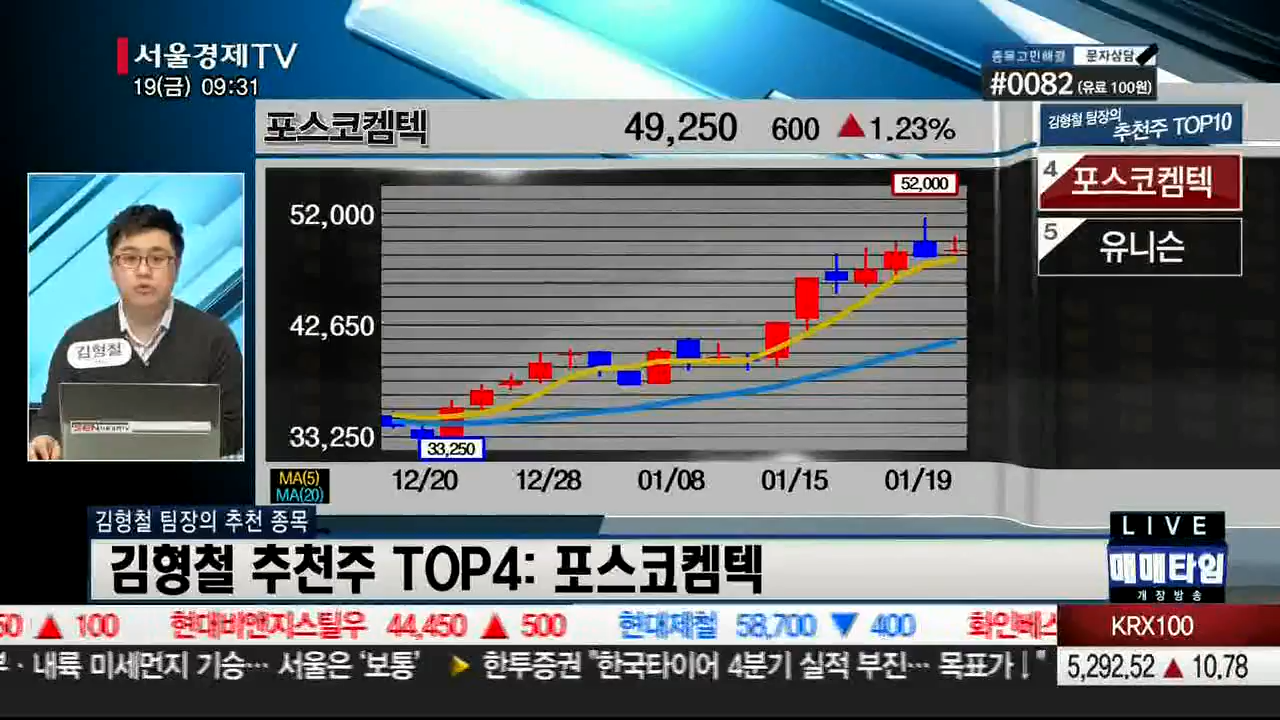 서울경제TV
19(금) 09:31
종목고민해결 문자상담
#0082 (유료 100원)
포스코켐텍 49,250 600 ▲1.23%
김형철 팀장의
추천주 TOP10
4 포스코켐텍
5 유니슨
52,000
52,000
42,650
33,250
33,250
12/20 12/28 01/08 01/15 01/19
MA(5)
MA(20)
김형철
SEN
김형철 팀장의 추천 종목
김형철 추천주 TOP4: 포스코켐텍
LIVE
매매타임
개장방송
50 ▲ 100 현대비앤지스틸우 44,450 ▲ 500 현대제철 58,700 ▼ 400 화인베스
KRX100
· 내륙 미세먼지 기승… 서울은 ‘보통’ ▶ 한투증권 "한국타이어 4분기 실적 부진… 목표가↓"
5,292.52 ▲ 10.78